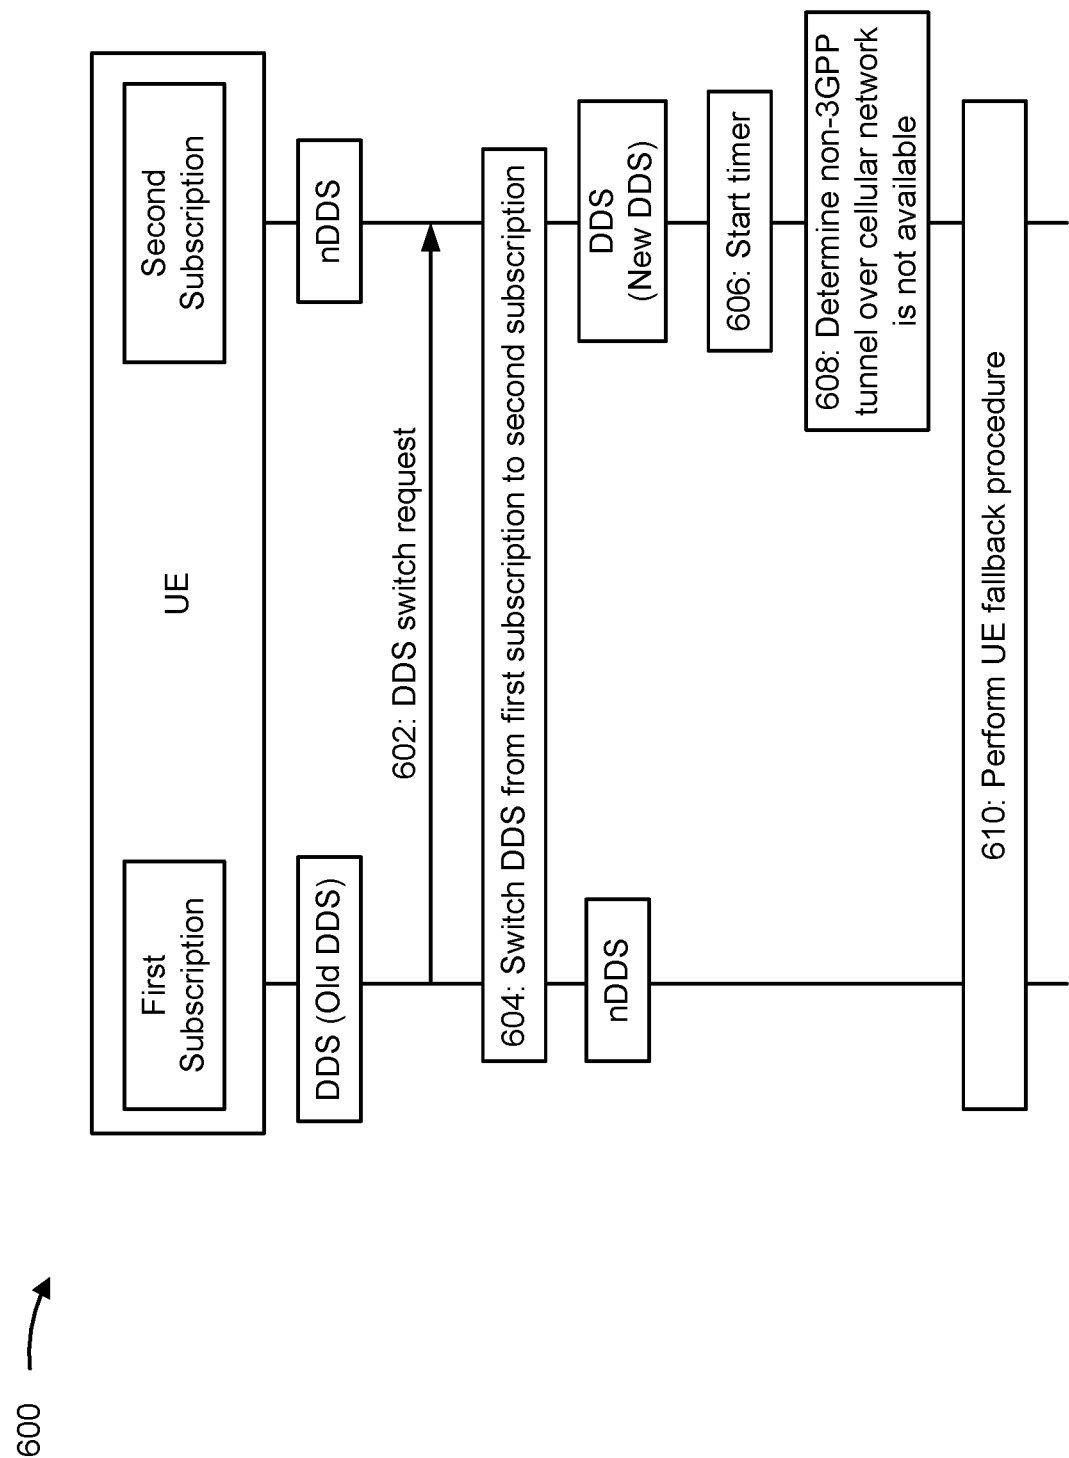 600
UE
First
Subscription
Second
Subscription
DDS (Old DDS)
nDDS
602: DDS switch request
604: Switch DDS from first subscription to second subscription
nDDS
DDS
(New DDS)
606: Start timer
608: Determine non-3GPP
tunnel over cellular network
is not available
610: Perform UE fallback procedure